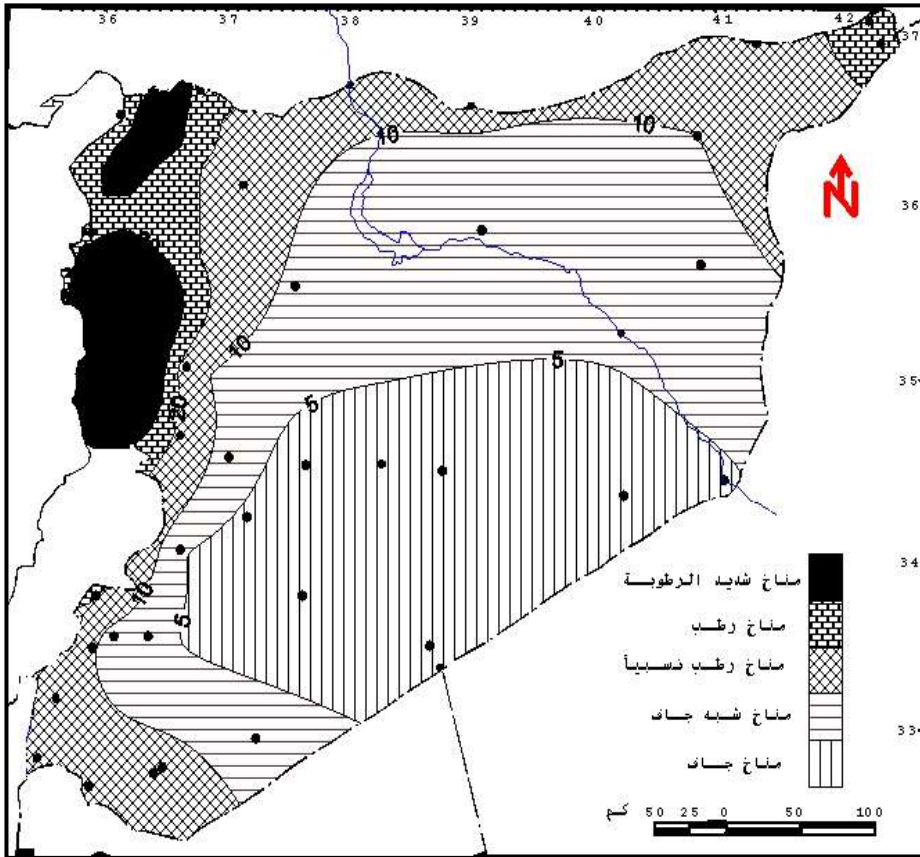 36 37 38 39 40 41 42
37
10 10
N
36
10
5
5
35
20
34
10
5
33
مناخ شديد الرطوبة
مناخ رطب
مناخ رطب نسبياً
مناخ شبه جاف
مناخ جاف
كم 50 25 0 50 100